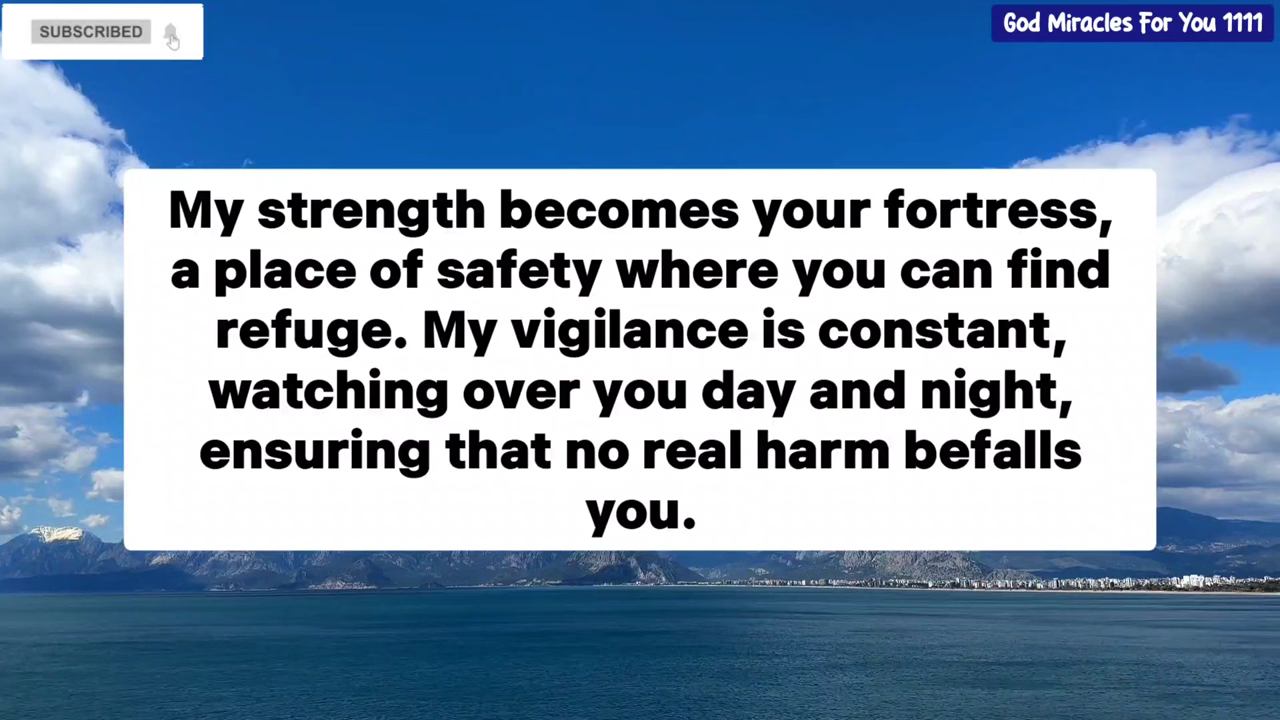 SUBSCRIBED
God Miracles For You 1111
My strength becomes your fortress,
a place of safety where you can find
refuge. My vigilance is constant,
watching over you day and night,
ensuring that no real harm befalls
you.